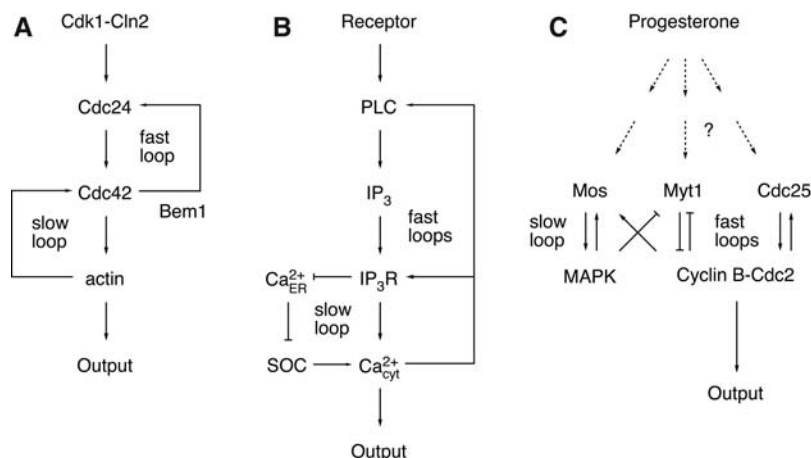 A
Cdk1-Cln2
Cdc24
fast
loop
Cdc42
Bem1
slow
loop
actin
Output
B
Receptor
PLC
IP3
fast
loops
Ca2+ER
IP3R
slow
loop
SOC
Ca2+cyt
Output
C
Progesterone
?
Mos Myt1 Cdc25
slow
loop
fast
loops
MAPK Cyclin B-Cdc2
Output